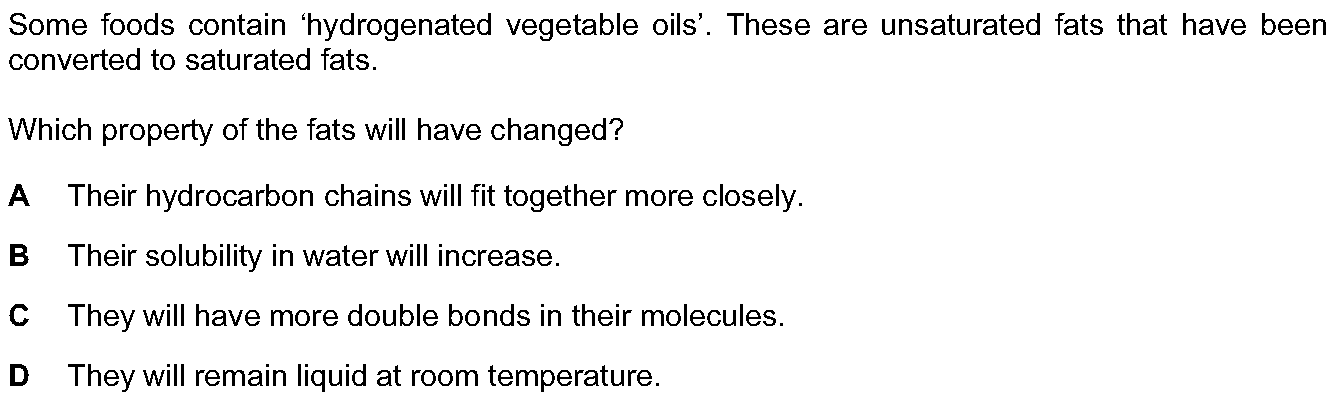 Some foods contain ‘hydrogenated vegetable oils’. These are unsaturated fats that have been
converted to saturated fats.
Which property of the fats will have changed?
A Their hydrocarbon chains will fit together more closely.
B Their solubility in water will increase.
C They will have more double bonds in their molecules.
D They will remain liquid at room temperature.